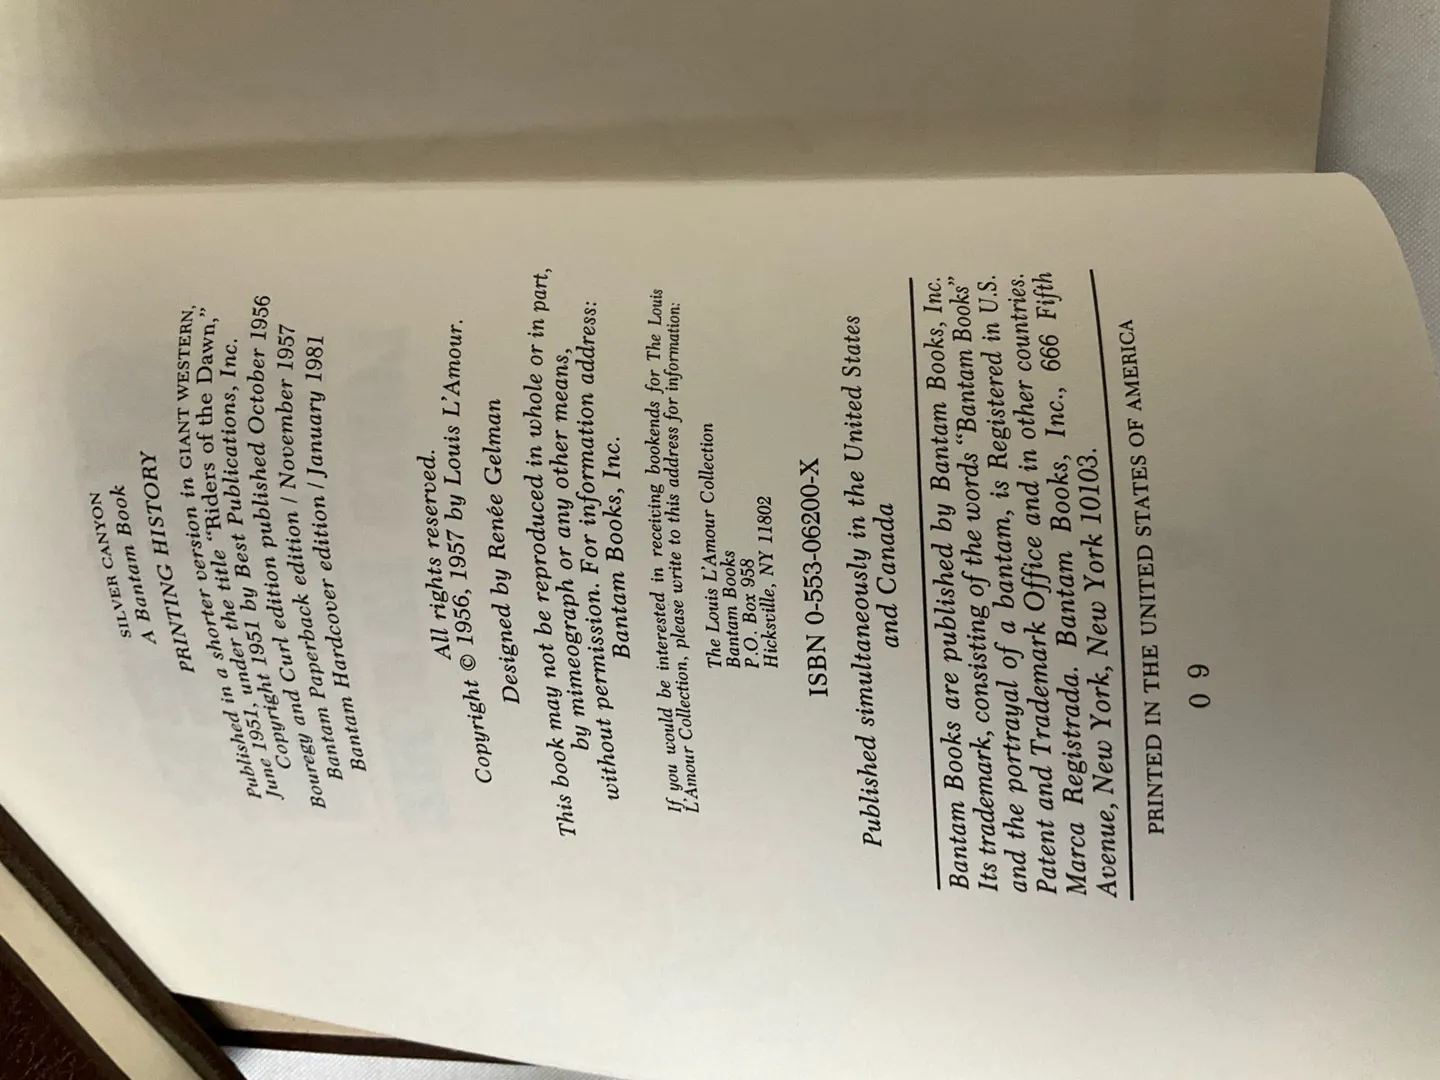 SILVER CANYON
A Bantam Book
PRINTING HISTORY
PUBLISHED in GIANT WESTERN,
Published in a shorter version in GIANT WESTERN,
June 1951, under the title "Riders of the Dawn,"
Copyright 1951 by Best Publications, Inc.
Bouregy and Curl edition published October 1956
Bantam Paperback edition / November 1957
Bantam Hardcover edition / January 1981
All rights reserved.
Copyright © 1956, 1957 by Louis L'Amour.
Designed by Renée Gelman
This book may not be reproduced in whole or in part,
by mimeograph or any other means,
without permission. For information address:
Bantam Books, Inc.
If you would be interested in receiving bookends for The Louis
L'Amour Collection, please write to this address for information:
The Louis L'Amour Collection
Bantam Books
P.O. Box 958
Hicksville, NY 11802
ISBN 0-553-06200-X
Published simultaneously in the United States
and Canada
Bantam Books are published by Bantam Books, Inc.
Its trademark, consisting of the words "Bantam Books"
and the portrayal of a bantam, is Registered in U.S.
Patent and Trademark Office and in other countries.
Marca Registrada. Bantam Books, Inc., 666 Fifth
Avenue, New York, New York 10103.
PRINTED IN THE UNITED STATES OF AMERICA
0 9